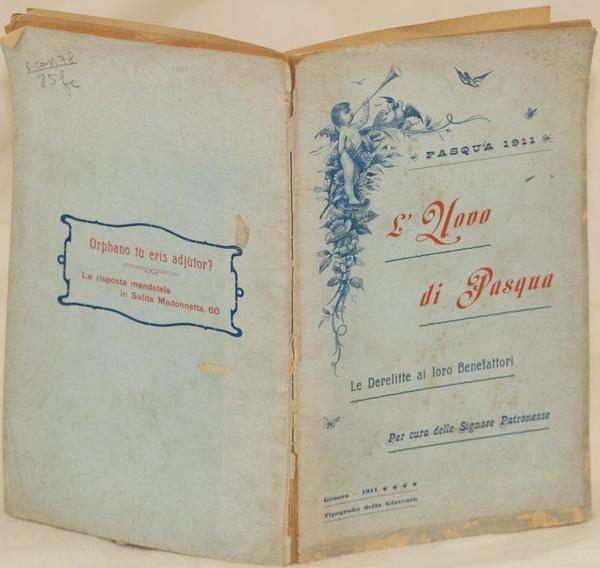 Orphano tu eris adjutor?
La risposta mandatela
in Salita Madonnetta, 60
PASQUA 1911
L'Uovo
di Pasqua
Le Derelitte ai loro Benefattori
Per cura delle Signore Patronesse
Genova - 1911
Tipografia della Gioventù